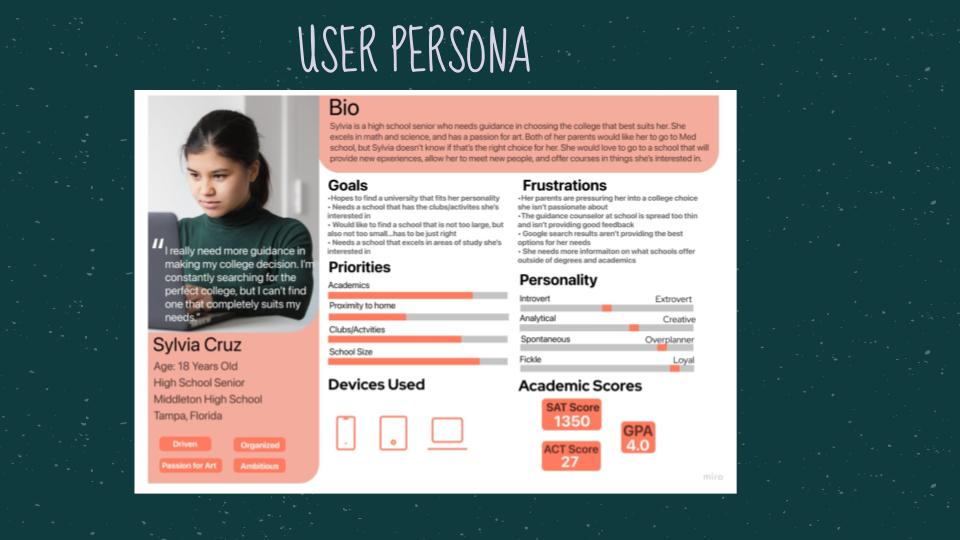 USER PERSONA
Bio
Sylvia is a high school senior who needs guidance in choosing the college that best suits her. She
excels in math and science, and has a passion for art. Both of her parents would like her to go to Med
school, but Sylvia doesn't know if that's the right choice for her. She would love to go to a school that will
provide new epxeriences, allow her to meet new people, and offer courses in things she's interested in.
"I really need more guidance in
making my college decision. I'm
constantly searching for the
perfect college, but I can't find
one that completely suits my
needs."
Sylvia Cruz
Age: 18 Years Old
High School Senior
Middleton High School
Tampa, Florida
Driven
Organized
Passion for Art
Ambitious
Goals
•Hopes to find a university that fits her personality
• Needs a school that has the clubs/activites she's
interested in
• Would like to find a school that is not too large, but
also not too small...has to be just right
• Needs a school that excels in areas of study she's
interested in
Priorities
Academics
Proximity to home
Clubs/Actvities
School Size
Devices Used
Frustrations
•Her parents are pressuring her into a college choice
she isn't passionate about
•The guidance counselor at school is spread too thin
and isn't providing good feedback
• Google search results aren't providing the best
options for her needs
• She needs more informaiton on what schools offer
outside of degrees and academics
Personality
Introvert Extrovert
Analytical Creative
Spontaneous Overplanner
Fickle Loyal
Academic Scores
SAT Score
1350
GPA
4.0
ACT Score
27
miro